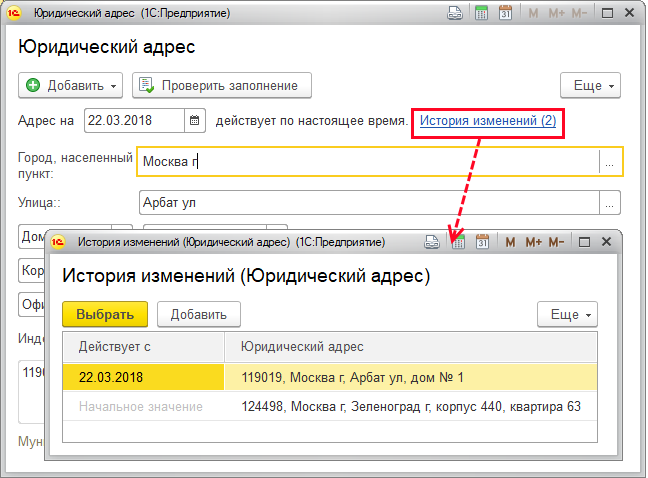 Юридический адрес (1С:Предприятие)
M M+ M-
Юридический адрес
Добавить Проверить заполнение Еще
Адрес на 22.03.2018 действует по настоящее время. История изменений (2)
Город, населенный пункт: Москва г ...
Улица:: Арбат ул ...
Дом
Кор
Офи
Инде
119
Мун
История изменений (Юридический адрес) (1С:Предприятие)
M M+ M-
История изменений (Юридический адрес)
Выбрать Добавить Еще
Действует с Юридический адрес
22.03.2018 119019, Москва г, Арбат ул, дом № 1
Начальное значение 124498, Москва г, Зеленоград г, корпус 440, квартира 63